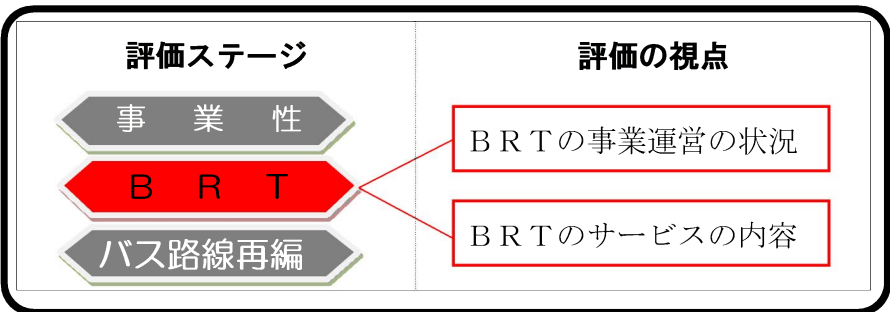 評価ステージ
事業性
ＢＲＴ
バス路線再編
評価の視点
ＢＲＴの事業運営の状況
ＢＲＴのサービスの内容